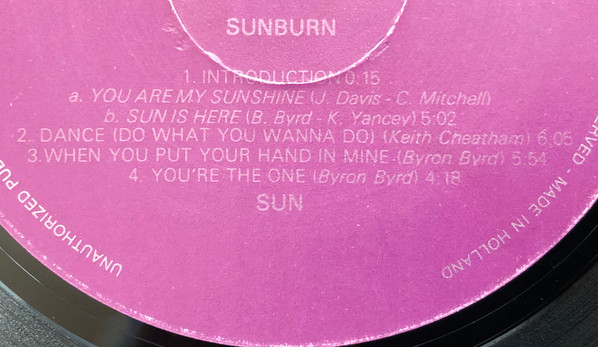 SUNBURN
1. INTRODUCTION 0:15
a. YOU ARE MY SUNSHINE (J. Davis - C. Mitchell)
b. SUN IS HERE (B. Byrd - K. Yancey) 5:02
2. DANCE (DO WHAT YOU WANNA DO) (Keith Cheatham) 6:05
3. WHEN YOU PUT YOUR HAND IN MINE (Byron Byrd) 5:54
4. YOU'RE THE ONE (Byron Byrd) 4:18
SUN
UNAUTHORIZED
MADE IN HOLLAND